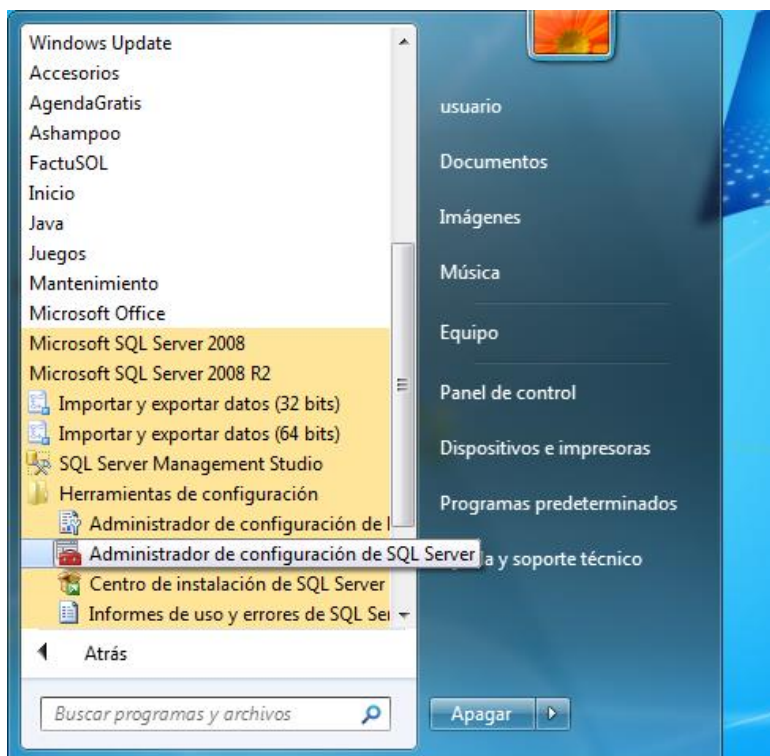 Windows Update
Accesorios
AgendaGratis
Ashampoo
FactuSOL
Inicio
Java
Juegos
Mantenimiento
Microsoft Office
Microsoft SQL Server 2008
Microsoft SQL Server 2008 R2
Importar y exportar datos (32 bits)
Importar y exportar datos (64 bits)
SQL Server Management Studio
Herramientas de configuración
Administrador de configuración de
Administrador de configuración de SQL Server
Centro de instalación de SQL Server
Informes de uso y errores de SQL
Atrás
Buscar programas y archivos
usuario
Documentos
Imágenes
Música
Equipo
Panel de control
Dispositivos e impresoras
Programas predeterminados
y soporte técnico
Apagar